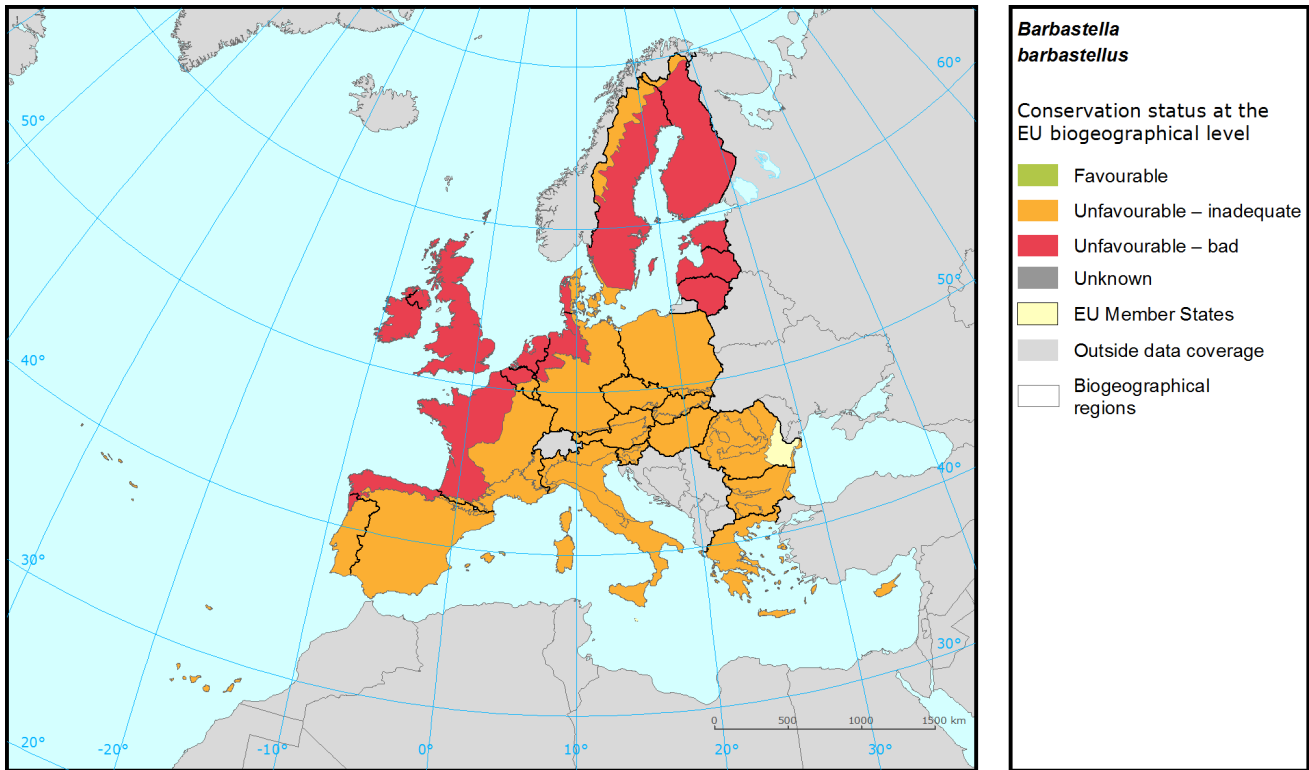 60°
50°
50°
40°
40°
30°
30°
20°
-20°
-10°
0°
10°
20°
30°
0
500
1000
1500 km
Barbastella
barbastellus
Conservation status at the
EU biogeographical level
Favourable
Unfavourable – inadequate
Unfavourable – bad
Unknown
EU Member States
Outside data coverage
Biogeographical
regions